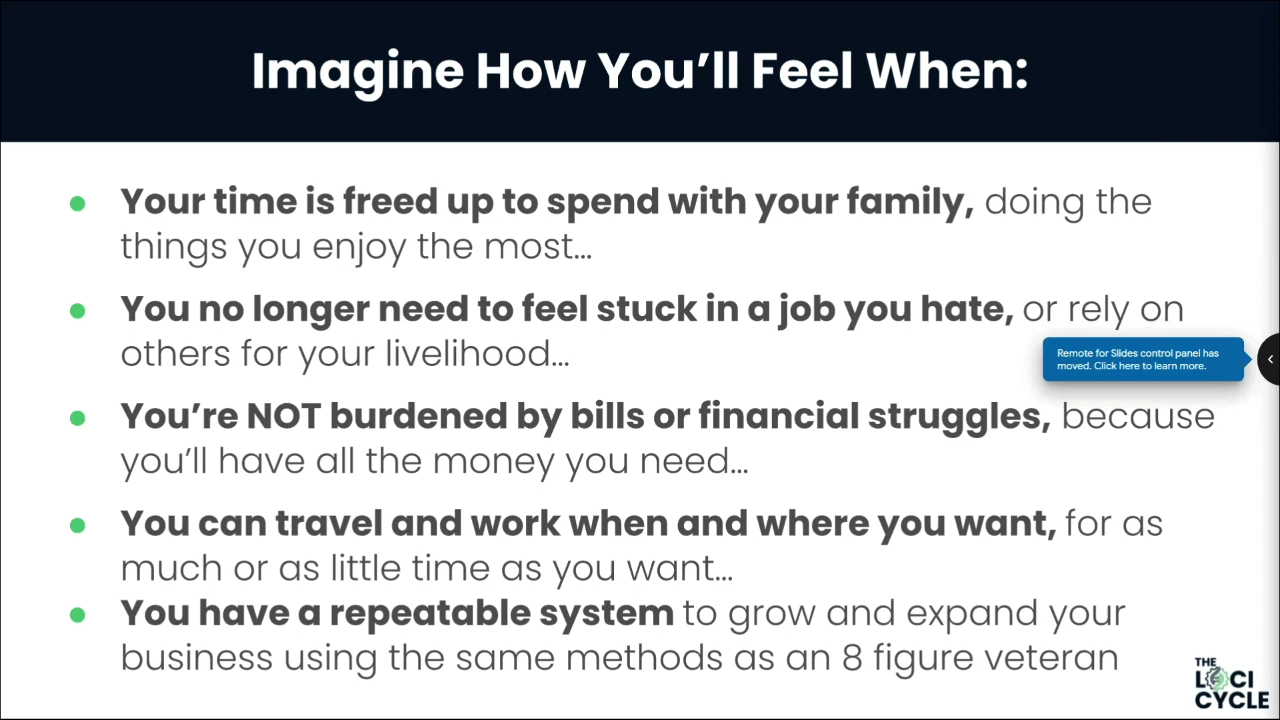 Imagine How You'll Feel When:
● Your time is freed up to spend with your family, doing the
things you enjoy the most...
● You no longer need to feel stuck in a job you hate, or rely on
others for your livelihood...
Remote for Slides control panel has
moved. Click here to learn more.
● You're NOT burdened by bills or financial struggles, because
you'll have all the money you need...
● You can travel and work when and where you want, for as
much or as little time as you want...
● You have a repeatable system to grow and expand your
business using the same methods as an 8 figure veteran
THE
LOCI
CYCLE